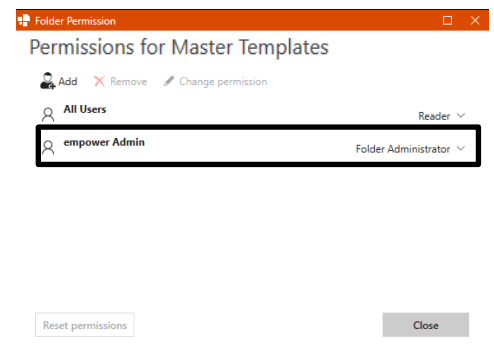 Folder Permission
Permissions for Master Templates
Add Remove Change permission
All Users
Reader
empower Admin
Folder Administrator
Reset permissions
Close